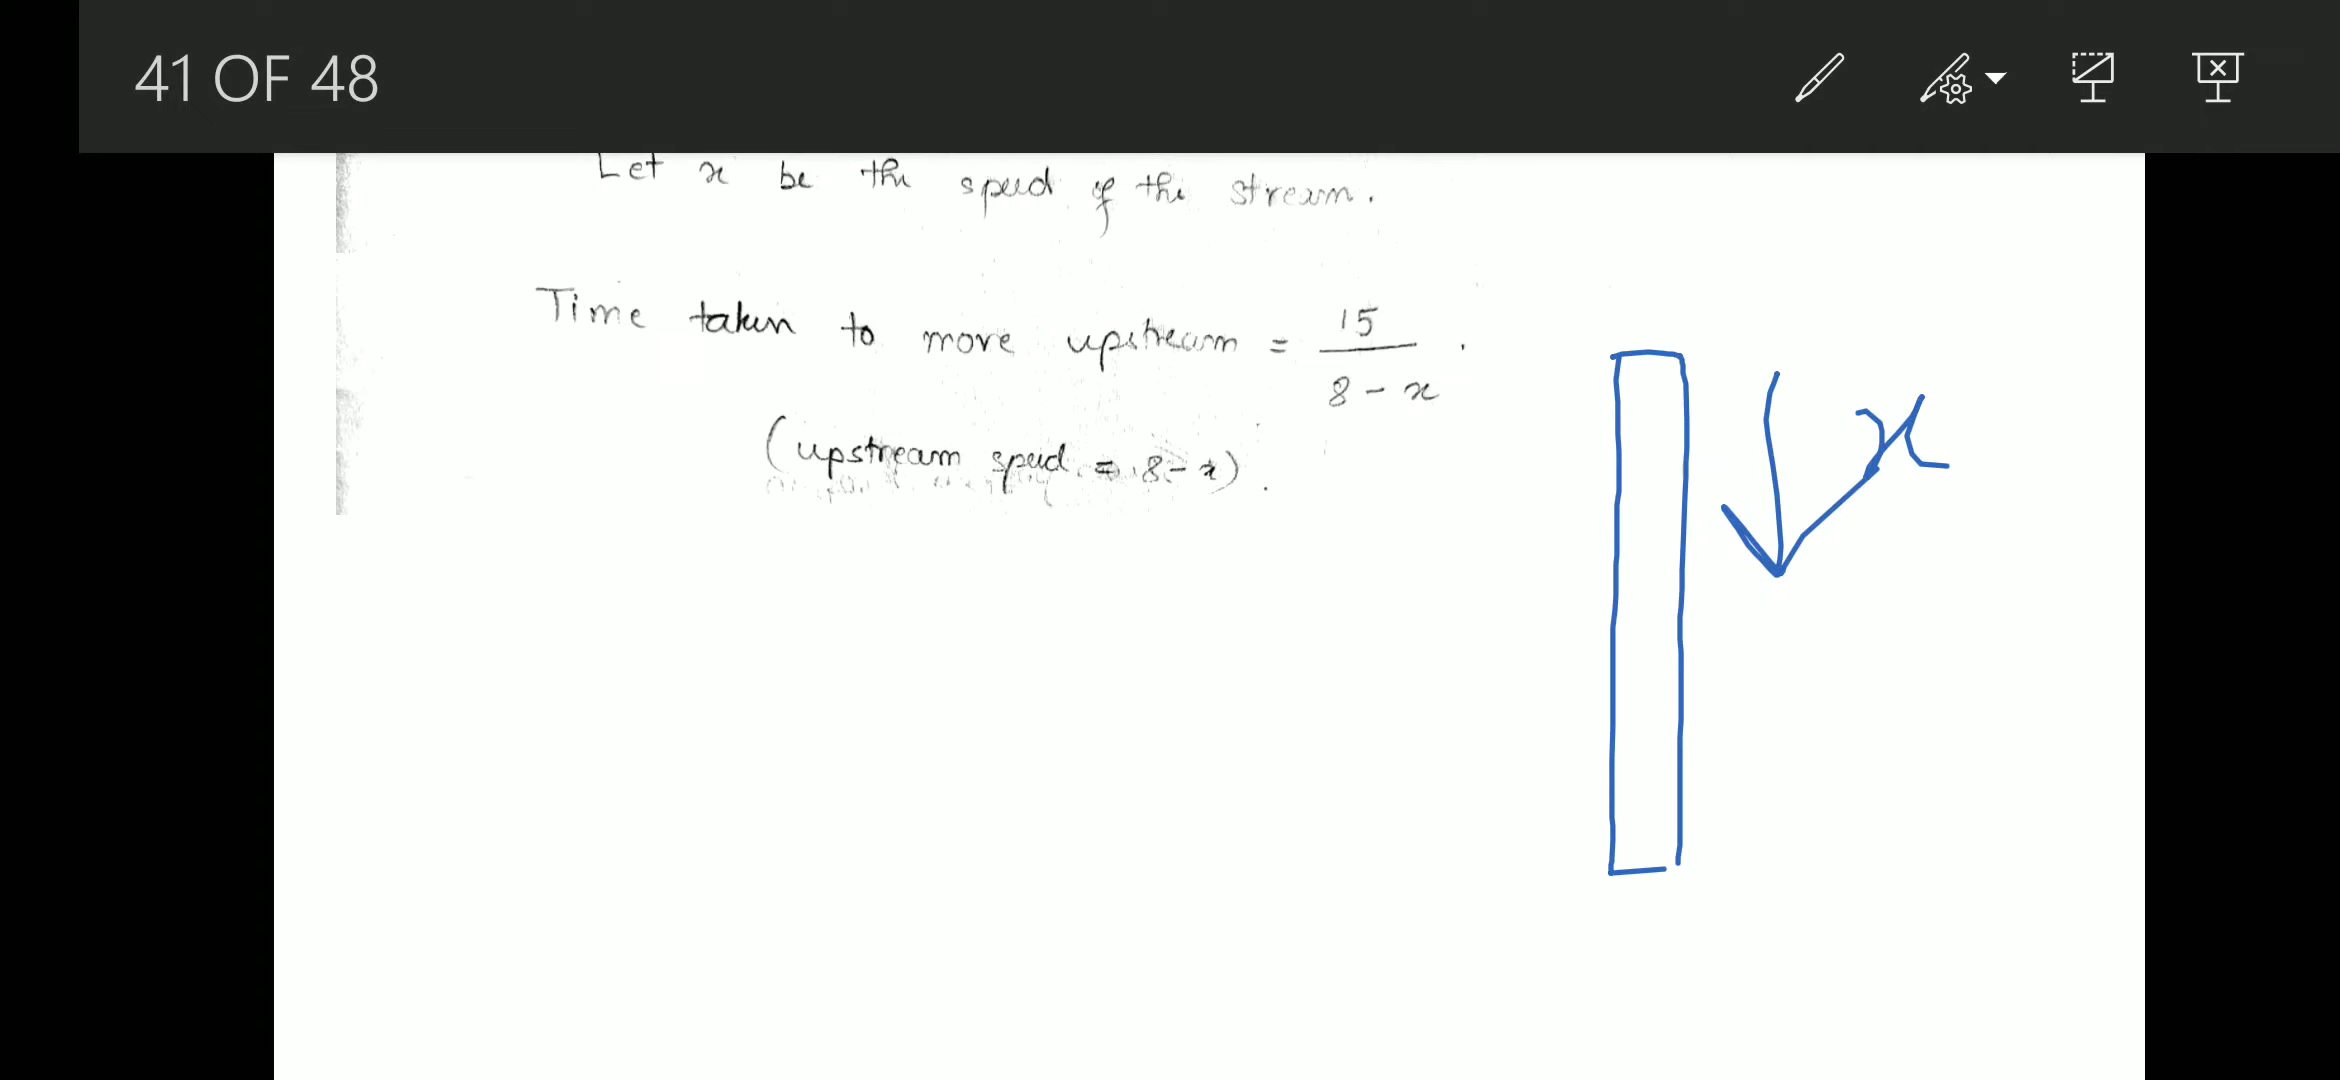 41 OF 48
Let x be the speed of the stream.
Time taken to move upstream = 15 / 8 - x .
(upstream speed = 8 - x) .
x